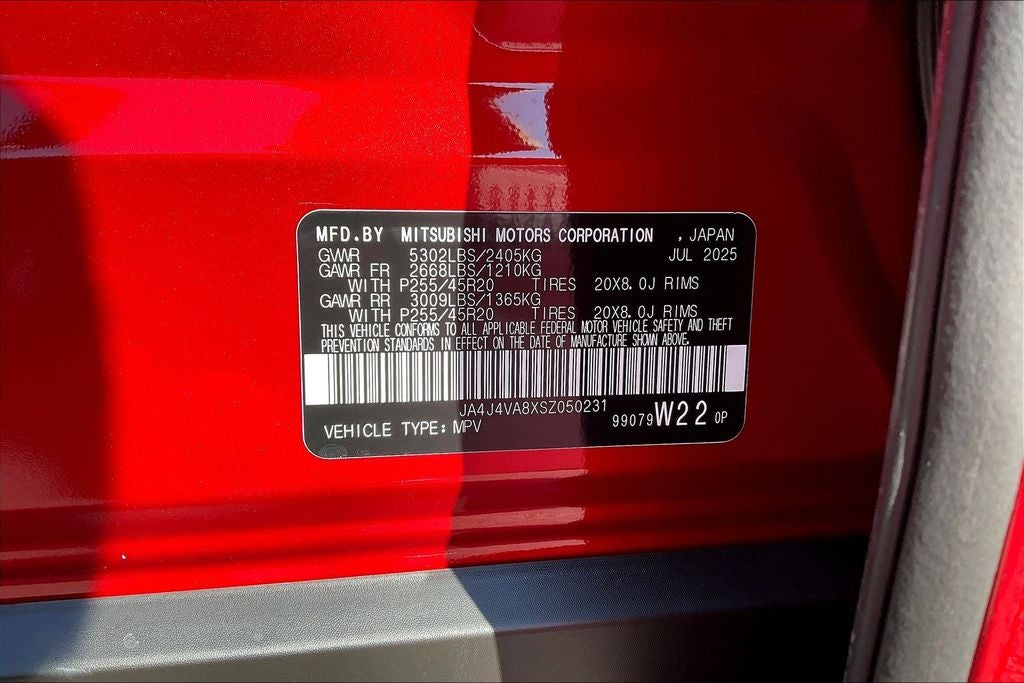 MFD.BY MITSUBISHI MOTORS CORPORATION , JAPAN
GVWR 5302LBS/2405KG JUL 2025
GAWR FR 2668LBS/1210KG
WITH P255/45R20 TIRES 20X8.0J RIMS
GAWR RR 3009LBS/1365KG
WITH P255/45R20 TIRES 20X8.0J RIMS
THIS VEHICLE CONFORMS TO ALL APPLICABLE FEDERAL MOTOR VEHICLE SAFETY AND THEFT
PREVENTION STANDARDS IN EFFECT ON THE DATE OF MANUFACTURE SHOWN ABOVE.
JA4J4VA8XSZ050231
VEHICLE TYPE: MPV 99079 W22 0P